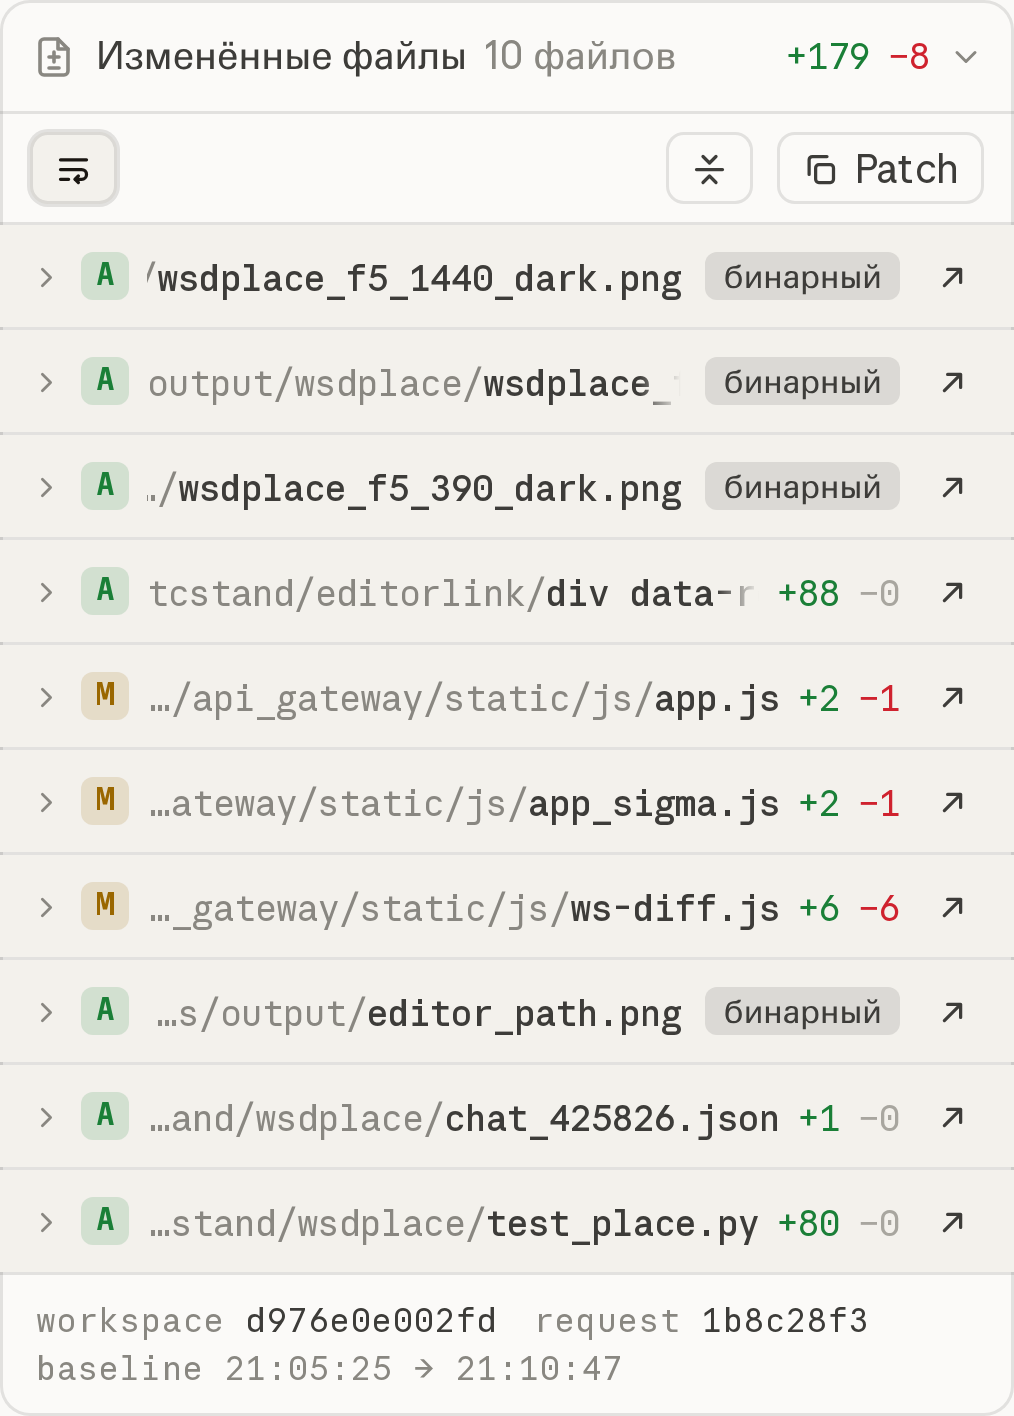 Изменённые файлы 10 файлов +179 −8
Patch
A /wsdplace_f5_1440_dark.png бинарный
A output/wsdplace/wsdplace_ бинарный
A …/wsdplace_f5_390_dark.png бинарный
A tcstand/editorlink/div data-r +88 −0
M …/api_gateway/static/js/app.js +2 −1
M …ateway/static/js/app_sigma.js +2 −1
M …_gateway/static/js/ws-diff.js +6 −6
A …s/output/editor_path.png бинарный
A …and/wsdplace/chat_425826.json +1 −0
A …stand/wsdplace/test_place.py +80 −0
workspace d976e0e002fd request 1b8c28f3
baseline 21:05:25 → 21:10:47